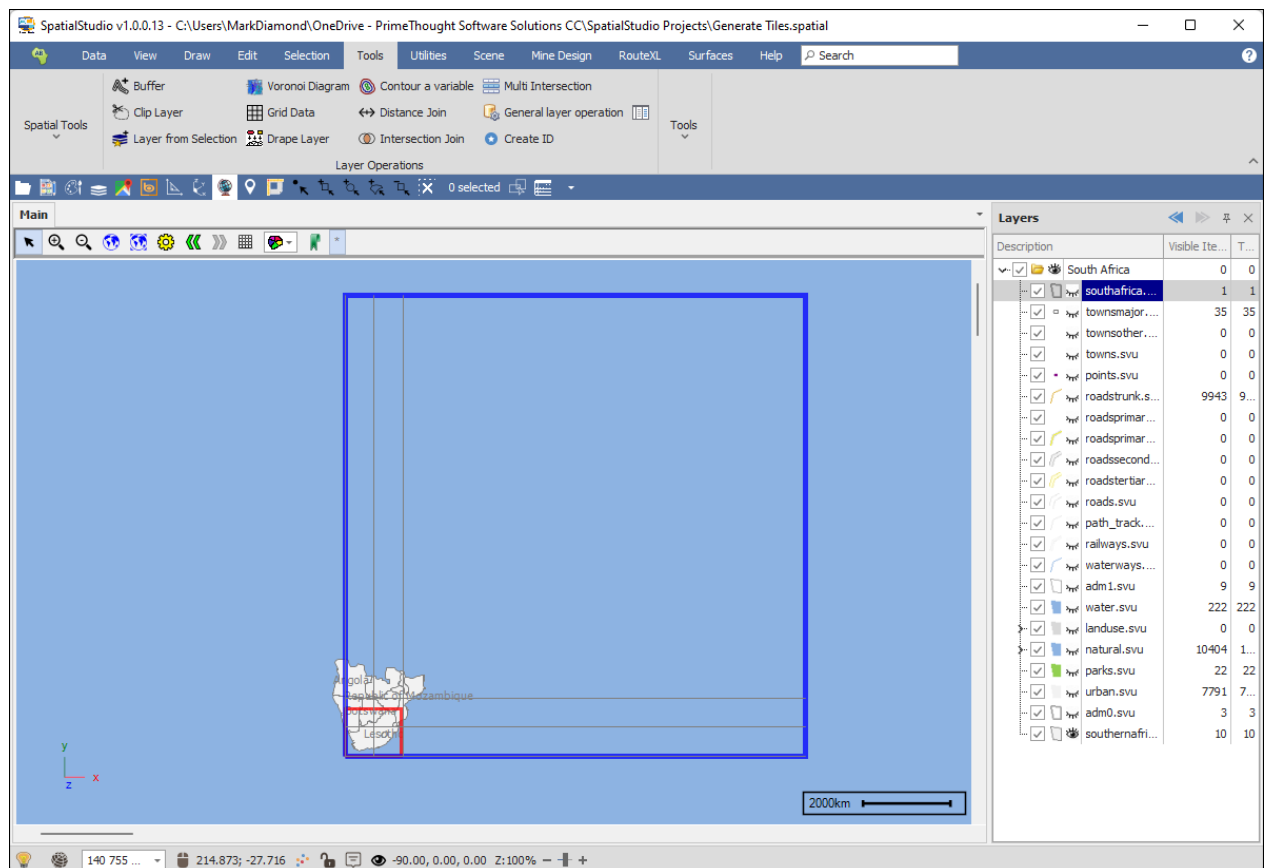 SpatialStudio v1.0.0.13 - C:\Users\MarkDiamond\OneDrive - PrimeThought Software Solutions CC\SpatialStudio Projects\Generate Tiles.spatial
Data View Draw Edit Selection Tools Utilities Scene Mine Design RouteXL Surfaces Help Search ?
Buffer Voronoi Diagram Contour a variable Multi Intersection
Clip Layer Grid Data Distance Join General layer operation
Spatial Tools Tools
Layer from Selection Drape Layer Intersection Join Create ID
Layer Operations
0 selected
Main
Layers
Description Visible Ite... T...
South Africa 0 0
southafrica.... 1 1
townsmajor.... 35 35
townsother.... 0 0
towns.svu 0 0
points.svu 0 0
roadstrunk.s... 9943 9...
roadsprimar... 0 0
roadsprimar... 0 0
roadssecond... 0 0
roadstertiar... 0 0
roads.svu 0 0
path_track.... 0 0
railways.svu 0 0
waterways.... 0 0
adm1.svu 9 9
water.svu 222 222
landuse.svu 0 0
natural.svu 10404 1...
parks.svu 22 22
urban.svu 7791 7...
adm0.svu 3 3
southernafri... 10 10
Angola
Republic of Mozambique
Botswana
Lesotho
y
x
z
2000km
140 755 ... 214.873; -27.716 -90.00, 0.00, 0.00 Z:100% − +